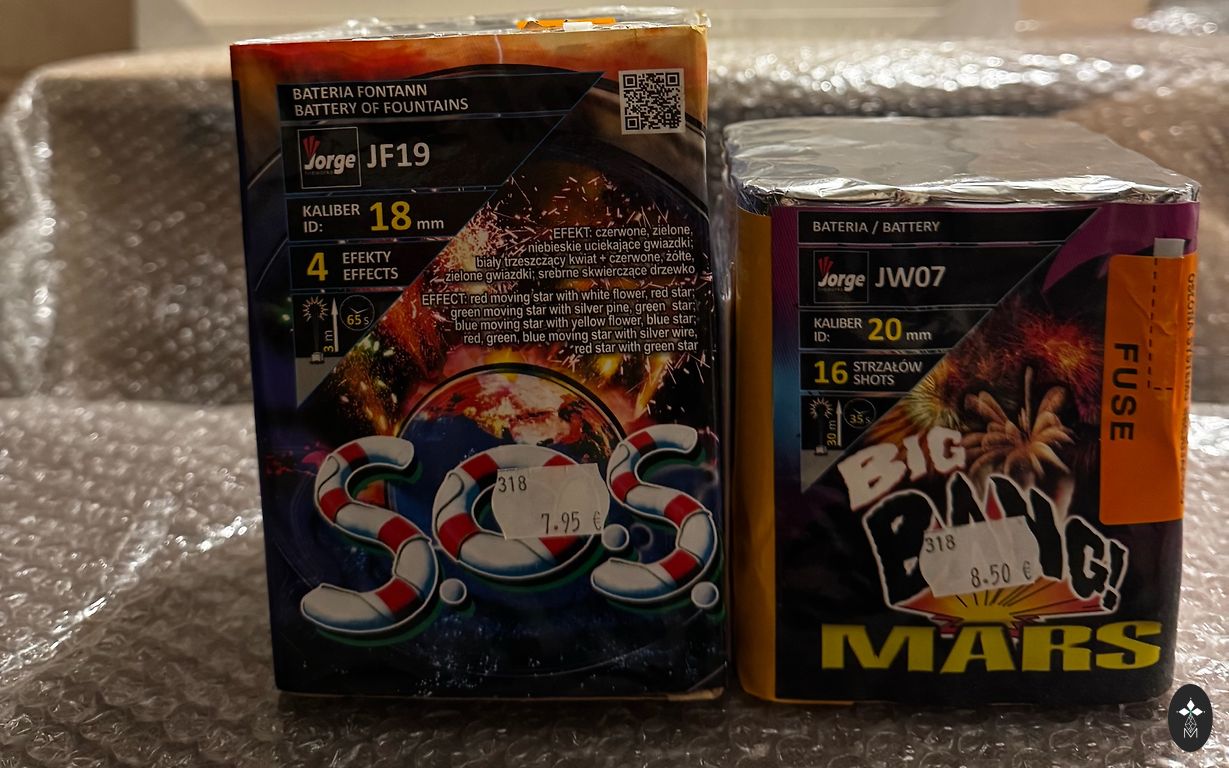 BATERIA FONTANN
BATTERY OF FOUNTAINS
Jorge JF19
KALIBER
ID: 18 mm
4 EFEKTY
EFFECTS
3 m 65 s
EFEKT: czerwone, zielone,
niebieskie uciekające gwiazdki;
biały trzeszczący kwiat + czerwone, żółte,
zielone gwiazdki; srebrne skwierczące drzewko
EFFECT: red moving star with white flower, red star;
green moving star with silver pine, green star;
blue moving star with yellow flower, blue star;
red, green, blue moving star with silver wire,
red star with green star
S.O.S.
318
7.95 €
BATERIA / BATTERY
Jorge JW07
KALIBER
ID: 20 mm
16 STRZAŁÓW
SHOTS
30 m 35 s
FUSE
BIG
BANG!
318
8.50 €
MARS